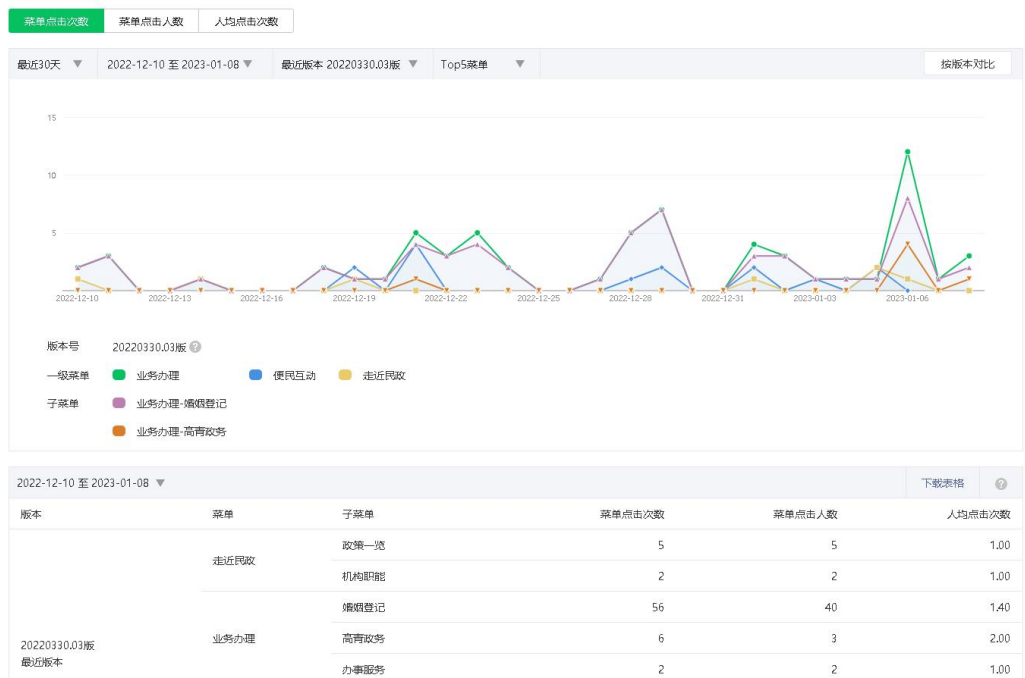 菜单点击次数 菜单点击人数 人均点击次数
最近30天 2022-12-10 至 2023-01-08 最近版本 20220330.03版 Top5菜单 按版本对比
15
10
5
2022-12-10 2022-12-13 2022-12-16 2022-12-19 2022-12-22 2022-12-25 2022-12-28 2022-12-31 2023-01-03 2023-01-06
版本号 20220330.03版 ?
一级菜单 业务办理 便民互动 走近民政
子菜单 业务办理-婚姻登记
业务办理-高青政务
2022-12-10 至 2023-01-08 下载表格 ?
版本 菜单 子菜单 菜单点击次数 菜单点击人数 人均点击次数
政策一览 5 5 1.00
走近民政
机构职能 2 2 1.00
婚姻登记 56 40 1.40
业务办理 高青政务 6 3 2.00
20220330.03版
最近版本
办事服务 2 2 1.00